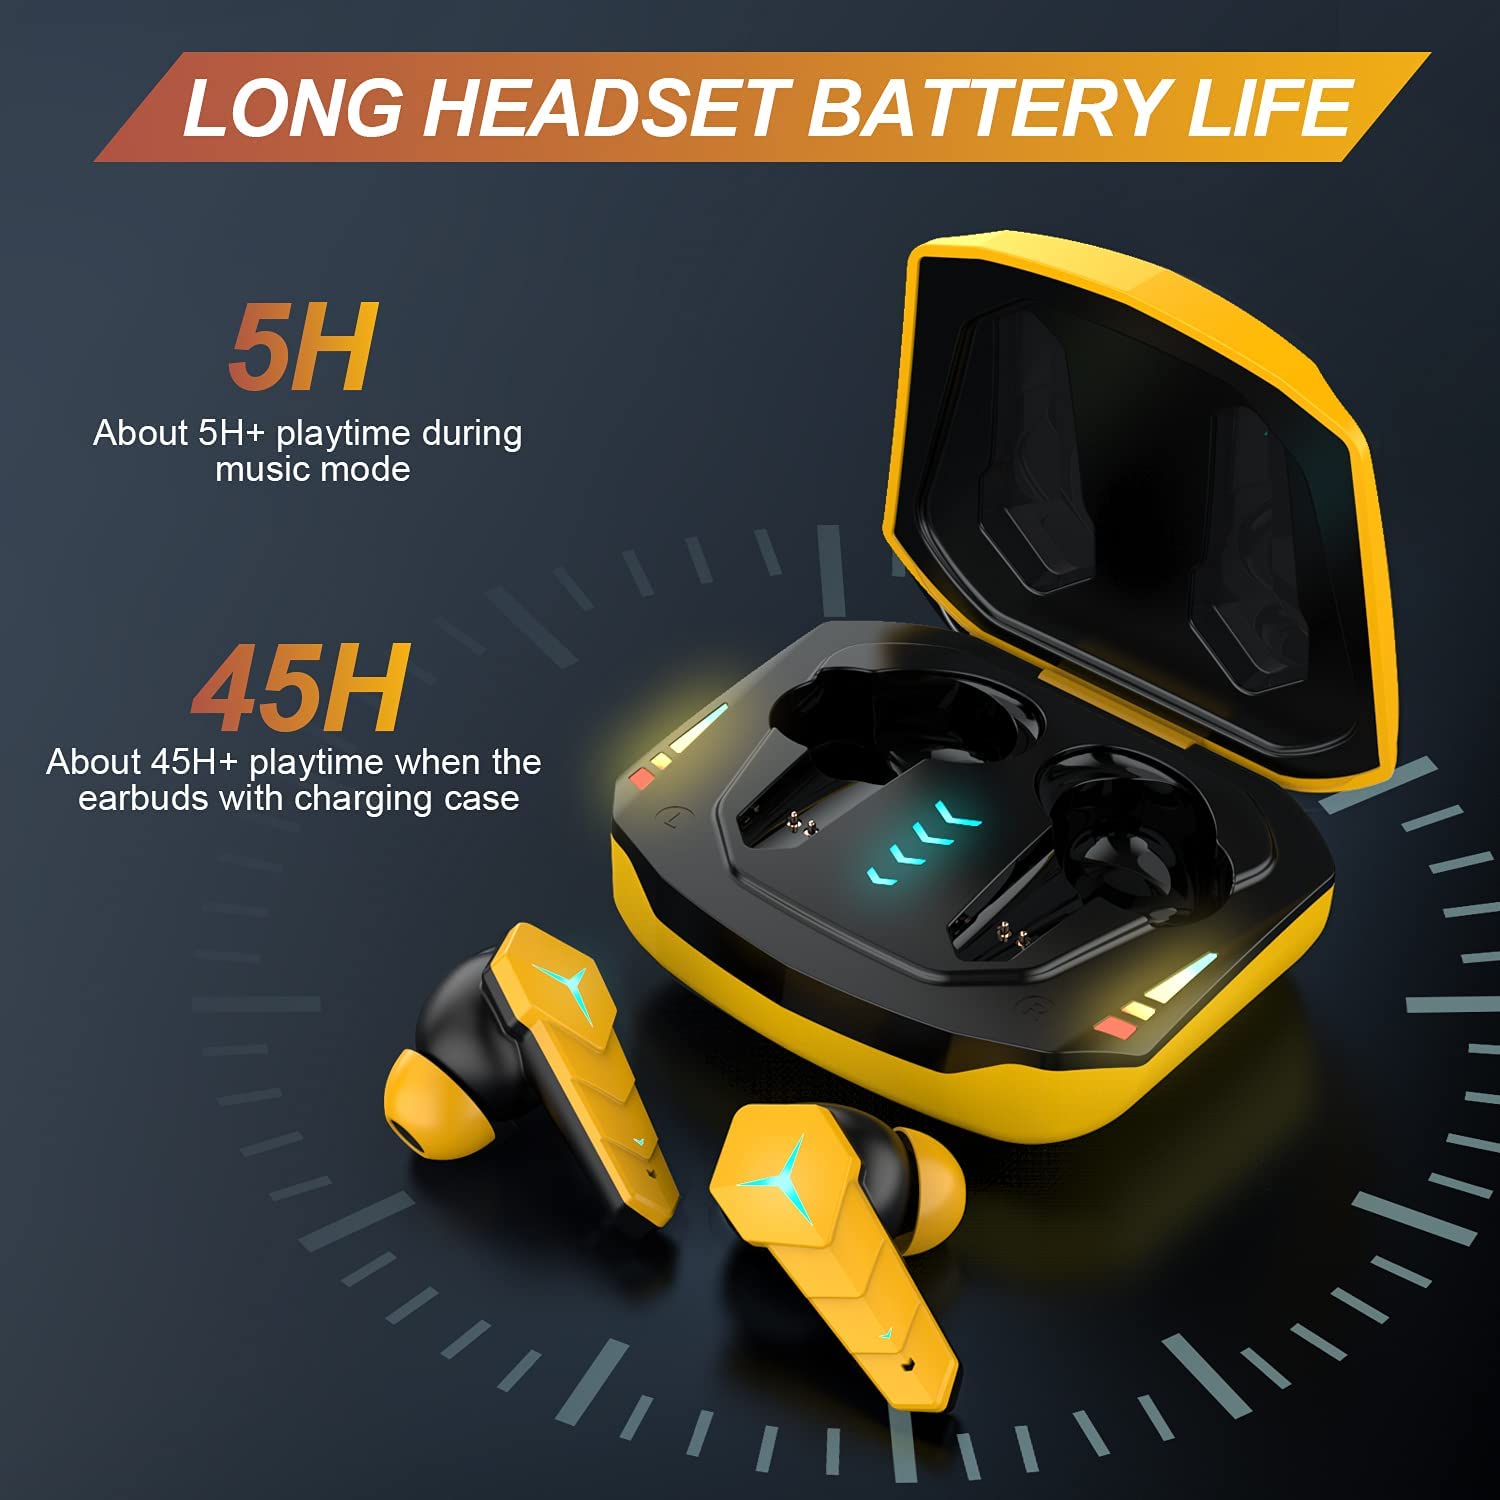 LONG HEADSET BATTERY LIFE
5H
About 5H+ playtime during
music mode
45H
About 45H+ playtime when the
earbuds with charging case
L
R